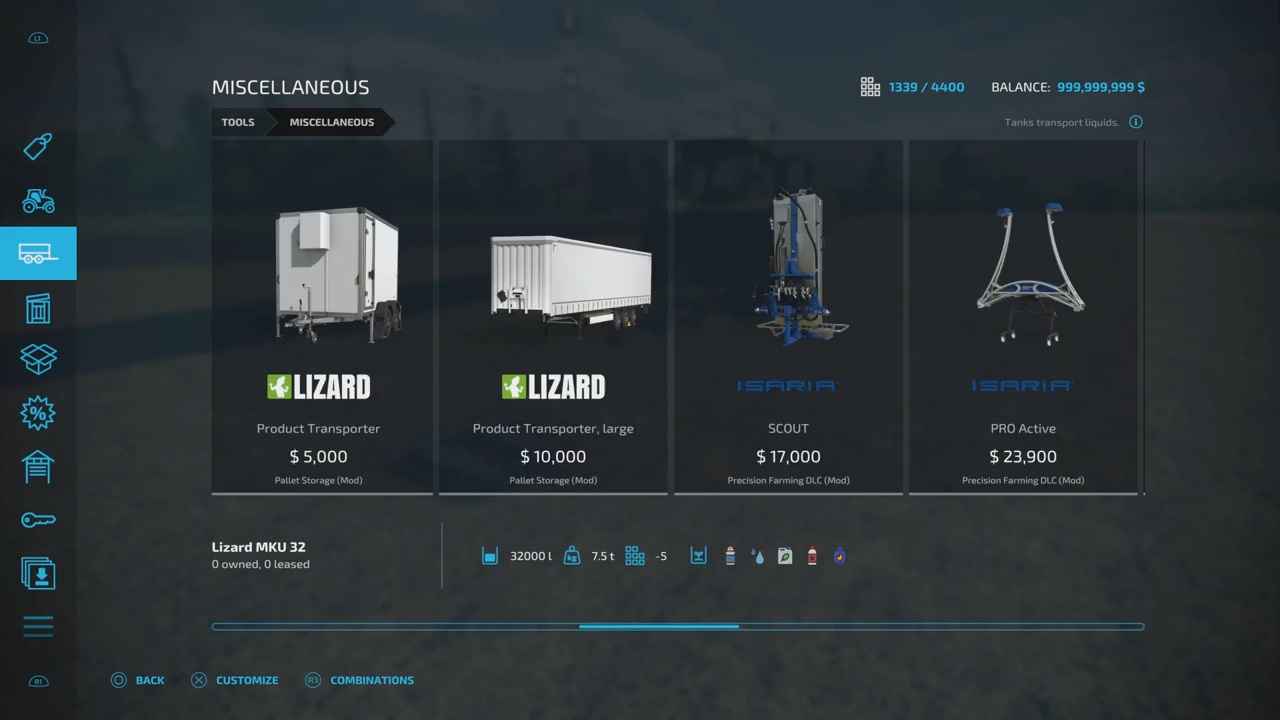 L1
MISCELLANEOUS
1339 / 4400
BALANCE: 999,999,999 $
TOOLS
MISCELLANEOUS
Tanks transport liquids.
LIZARD
Product Transporter
$ 5,000
Pallet Storage (Mod)
LIZARD
Product Transporter, large
$ 10,000
Pallet Storage (Mod)
ISARIA
SCOUT
$ 17,000
Precision Farming DLC (Mod)
ISARIA
PRO Active
$ 23,900
Precision Farming DLC (Mod)
Lizard MKU 32
0 owned, 0 leased
32000 l
kg
7.5 t
-5
R1
BACK
CUSTOMIZE
R3
COMBINATIONS